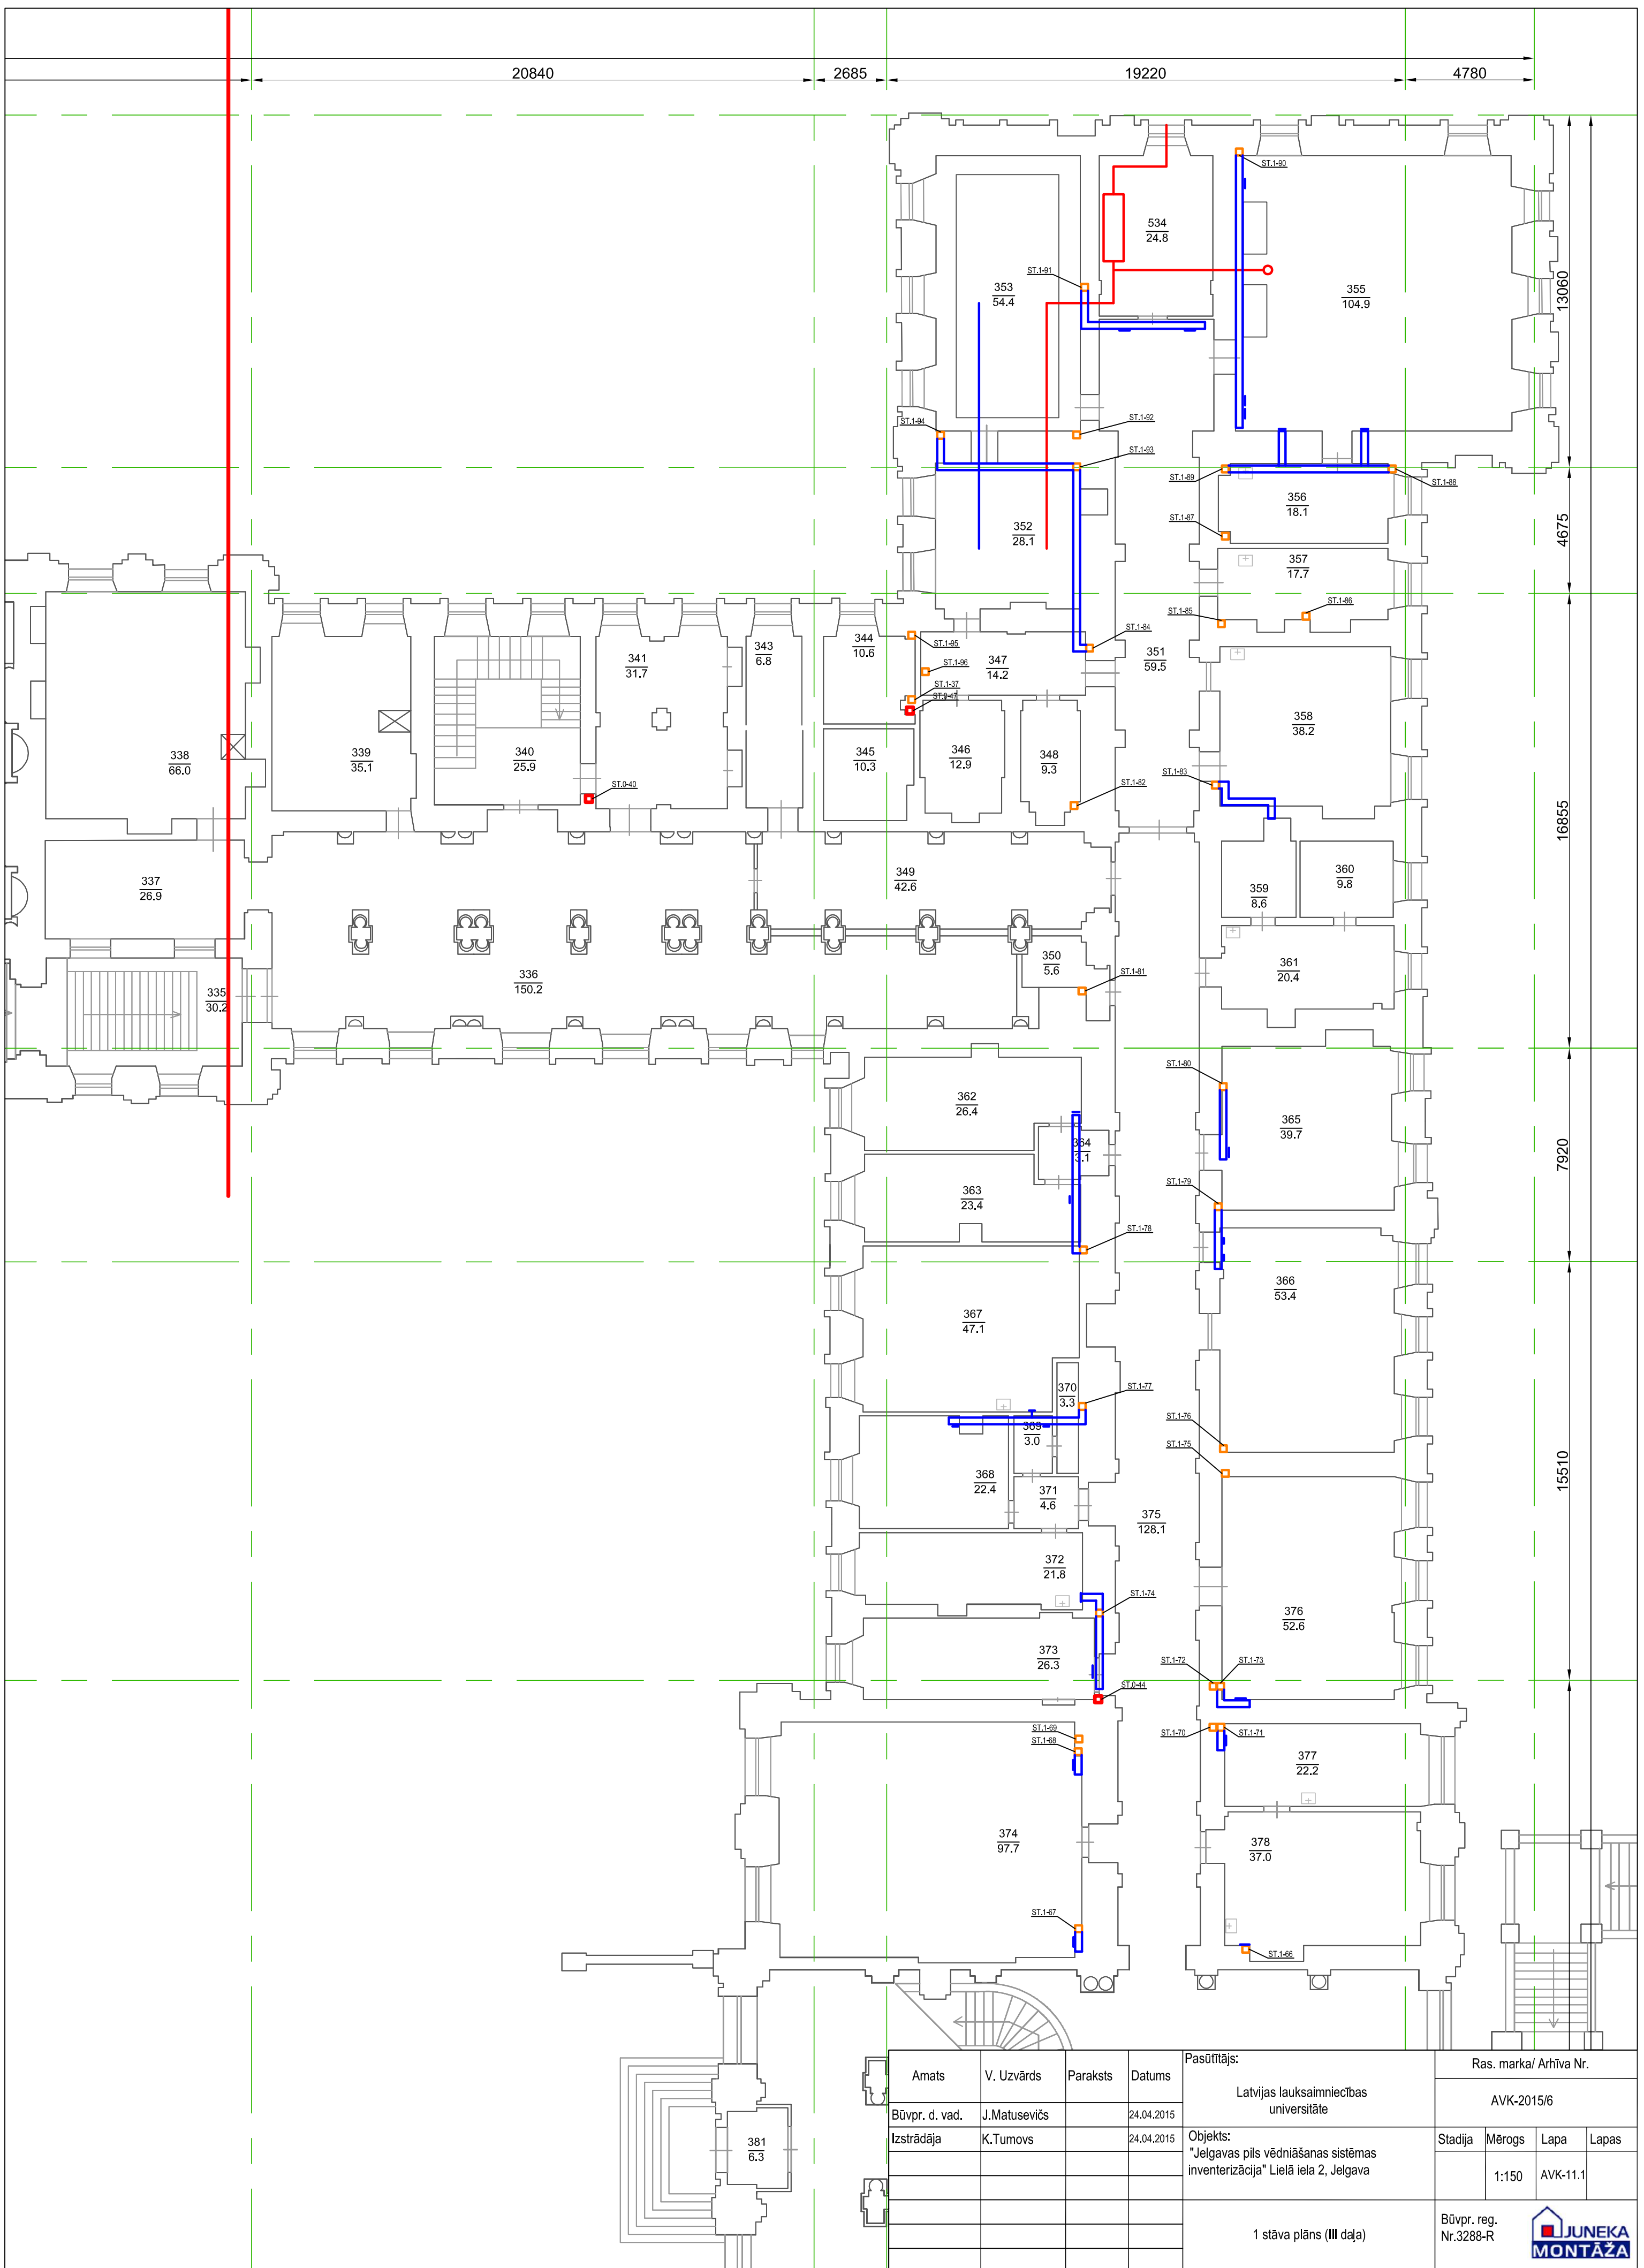 20840
2685
19220
4780
ST.1-90
534
24.8
13060
ST.1-91
353
54.4
355
104.9
ST.1-94
ST.1-92
ST.1-93
ST.1-89
ST.1-88
356
18.1
ST.1-87
352
28.1
4675
357
17.7
ST.1-86
ST.1-85
343
6.8
344
10.6
ST.1-95
ST.1-84
341
31.7
347
14.2
351
59.5
ST.1-96
ST.1-37
ST.0-47
358
38.2
338
66.0
339
35.1
340
25.9
345
10.3
346
12.9
348
9.3
ST.1-83
ST.0-40
ST.1-82
16855
337
26.9
349
42.6
359
8.6
360
9.8
350
5.6
361
20.4
336
150.2
ST.1-81
335
30.2
ST.1-80
362
26.4
365
39.7
364
3.1
7920
ST.1-79
363
23.4
ST.1-78
366
53.4
367
47.1
370
3.3
ST.1-77
369
3.0
ST.1-76
ST.1-75
15510
368
22.4
371
4.6
375
128.1
372
21.8
ST.1-74
376
52.6
373
26.3
ST.1-72
ST.1-73
ST.0-44
ST.1-69
ST.1-68
ST.1-70
ST.1-71
377
22.2
374
97.7
378
37.0
ST.1-67
ST.1-66
381
6.3
Amats
V. Uzvārds
Paraksts
Datums
Pasūtītājs:
Latvijas lauksaimniecības
universitāte
Ras. marka/ Arhīva Nr.
AVK-2015/6
Būvpr. d. vad.
J.Matusevičs
24.04.2015
Izstrādāja
K.Tumovs
24.04.2015
Objekts:
"Jelgavas pils vēdniāšanas sistēmas
inventerizācija" Lielā iela 2, Jelgava
Stadija
Mērogs
Lapa
Lapas
1:150
AVK-11.1
1 stāva plāns (III daļa)
Būvpr. reg.
Nr.3288-R
JUNEKA
MONTĀŽA